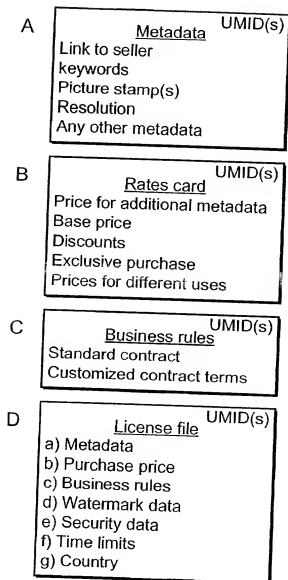 A
UMID(s)
Metadata
Link to seller
keywords
Picture stamp(s)
Resolution
Any other metadata
B
UMID(s)
Rates card
Price for additional metadata
Base price
Discounts
Exclusive purchase
Prices for different uses
C
UMID(s)
Business rules
Standard contract
Customized contract terms
D
UMID(s)
License file
a) Metadata
b) Purchase price
c) Business rules
d) Watermark data
e) Security data
f) Time limits
g) Country